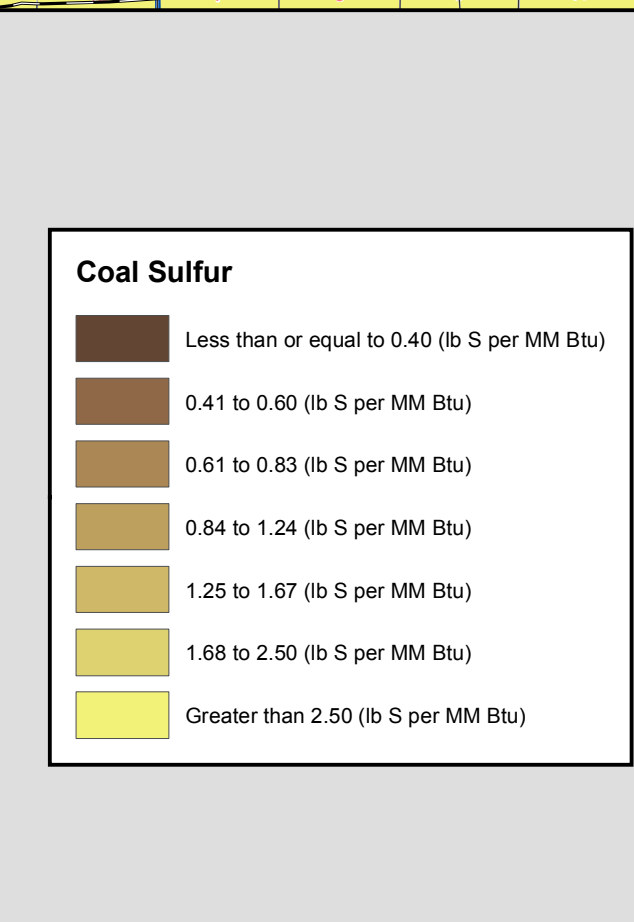 Coal Sulfur
Less than or equal to 0.40 (lb S per MM Btu)
0.41 to 0.60 (lb S per MM Btu)
0.61 to 0.83 (lb S per MM Btu)
0.84 to 1.24 (lb S per MM Btu)
1.25 to 1.67 (lb S per MM Btu)
1.68 to 2.50 (lb S per MM Btu)
Greater than 2.50 (lb S per MM Btu)